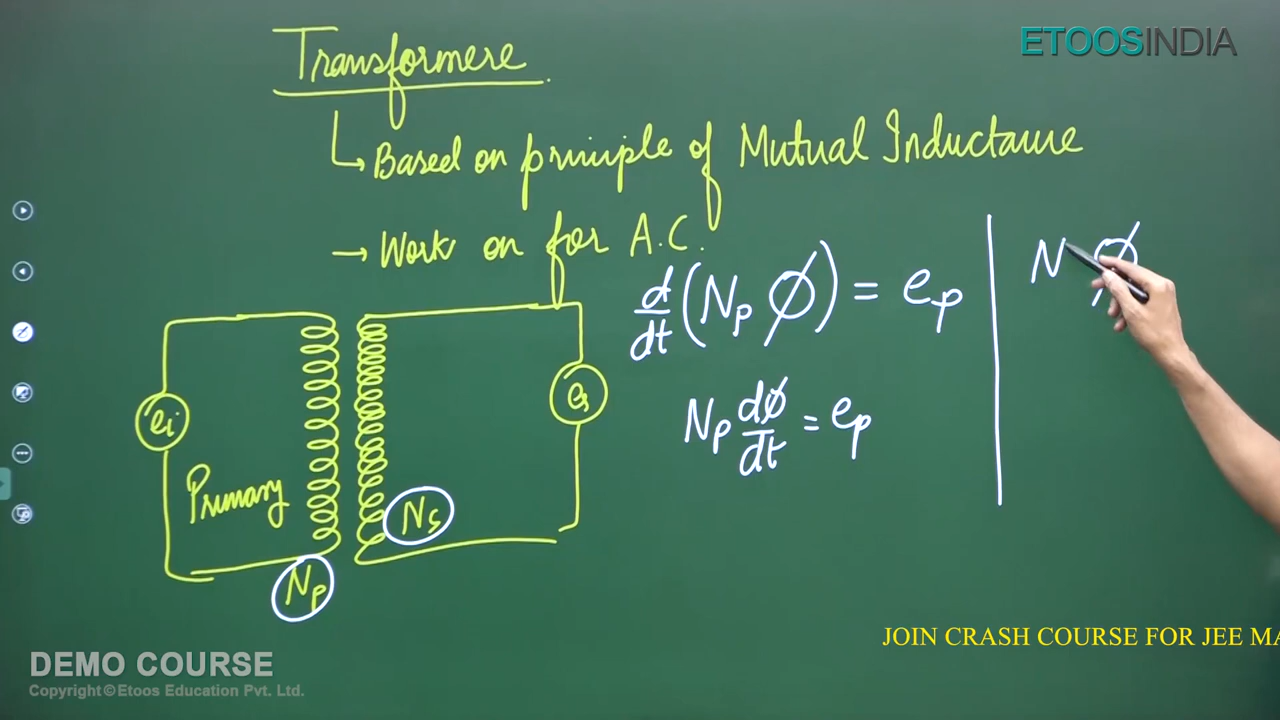 ETOOSINDIA
Transformere
Based on principle of Mutual Inductance
→ Work on for A.C.
d/dt (Np ϕ) = ep
N ϕ
Np dϕ/dt = ep
ei
es
Primary
Ns
Np
JOIN CRASH COURSE FOR JEE MA
DEMO COURSE
Copyright © Etoos Education Pvt. Ltd.